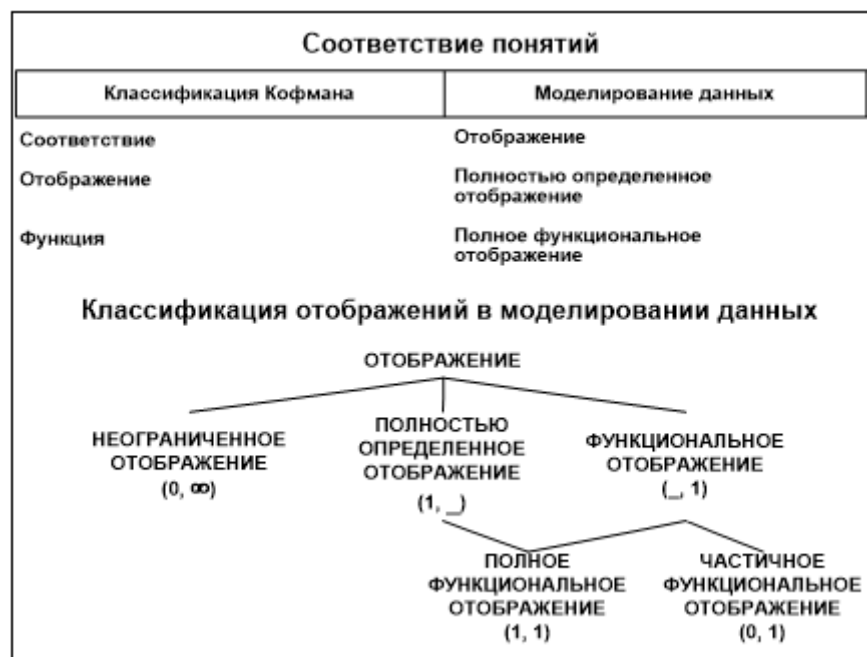 Соответствие понятий
Классификация Кофмана
Моделирование данных
Соответствие
Отображение
Отображение
Полностью определенное
отображение
Функция
Полное функциональное
отображение
Классификация отображений в моделировании данных
ОТОБРАЖЕНИЕ
НЕОГРАНИЧЕННОЕ
ОТОБРАЖЕНИЕ
(0, ∞)
ПОЛНОСТЬЮ
ОПРЕДЕЛЕННОЕ
ОТОБРАЖЕНИЕ
(1, _)
ФУНКЦИОНАЛЬНОЕ
ОТОБРАЖЕНИЕ
(_, 1)
ПОЛНОЕ
ФУНКЦИОНАЛЬНОЕ
ОТОБРАЖЕНИЕ
(1, 1)
ЧАСТИЧНОЕ
ФУНКЦИОНАЛЬНОЕ
ОТОБРАЖЕНИЕ
(0, 1)